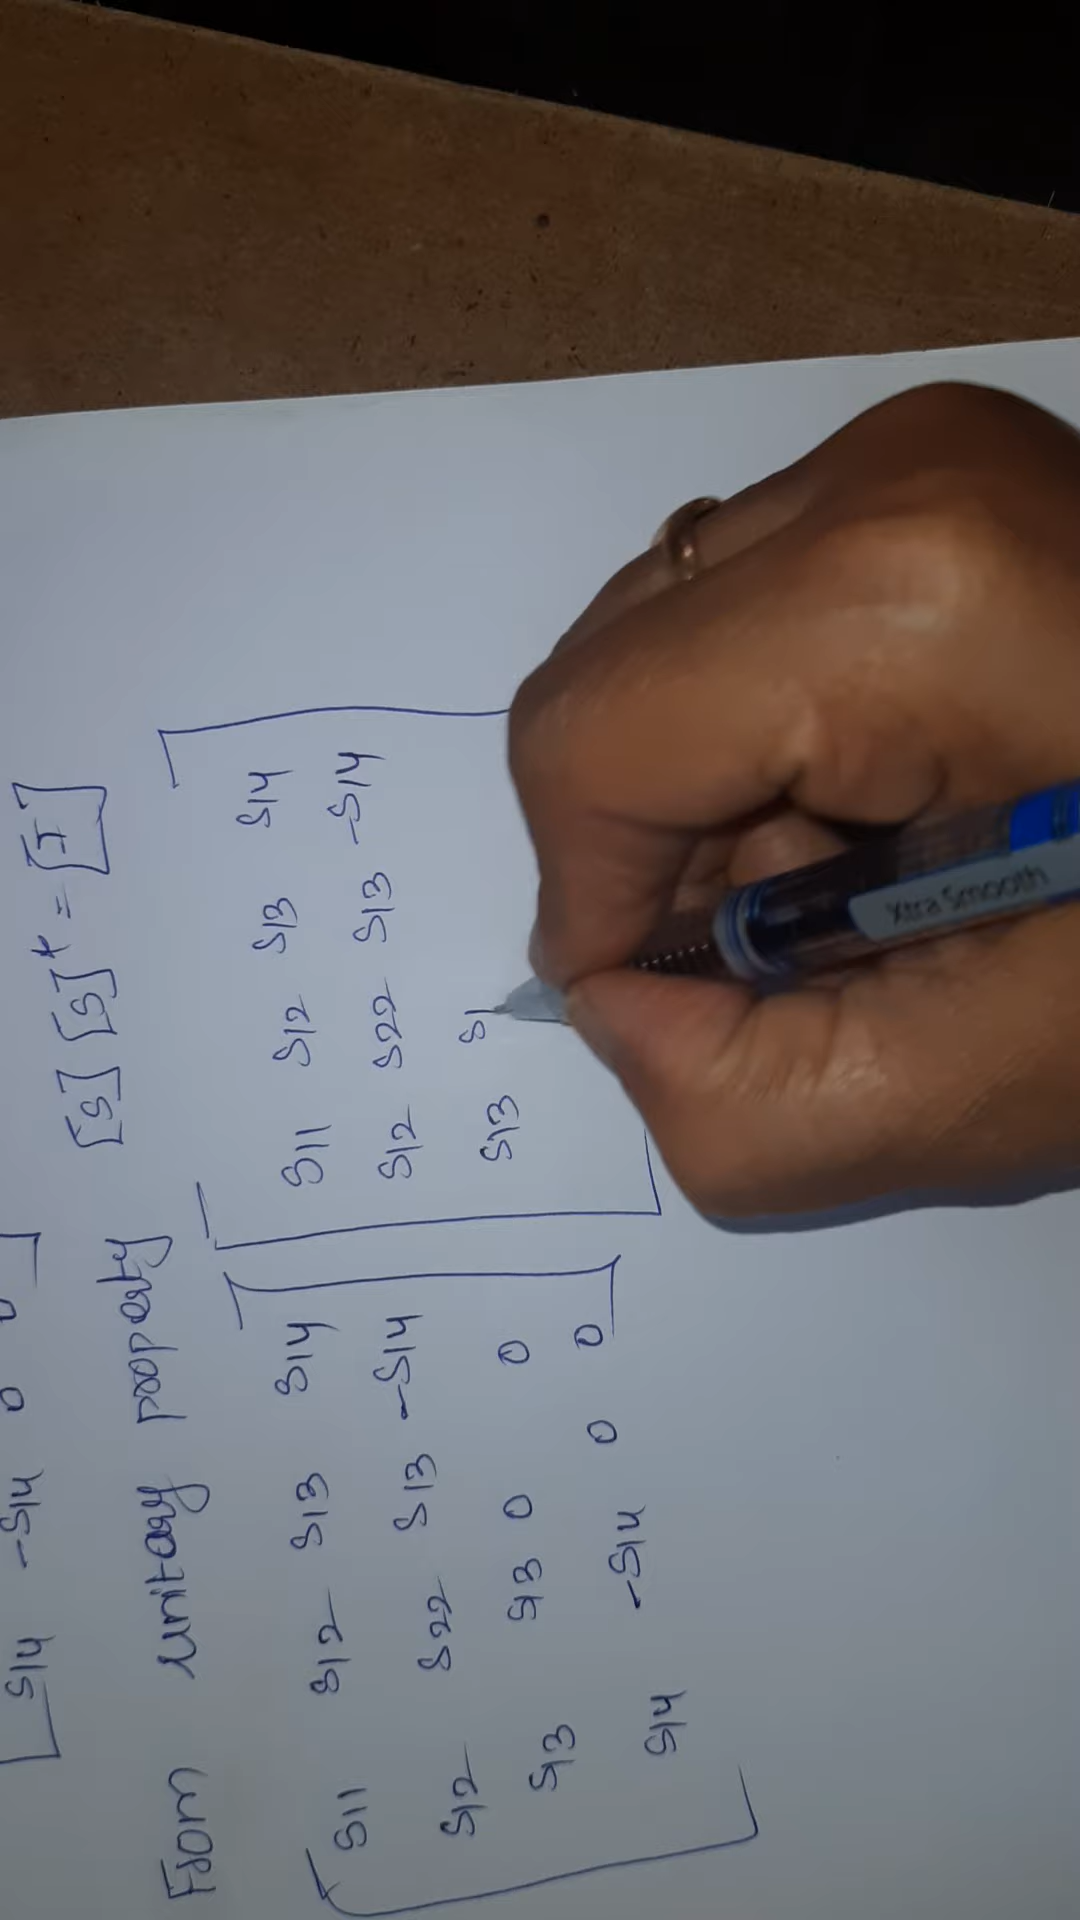 S14 -S14 0 0
From unitary property [S] [S]* = [I]
S11 S12 S13 S14 S11 S12 S13 S14
S12 S22 S13 -S14 S12 S22 S13 -S14
S13 S13 0 0 S13 S1
S14 -S14 0 0
Xtra Smooth